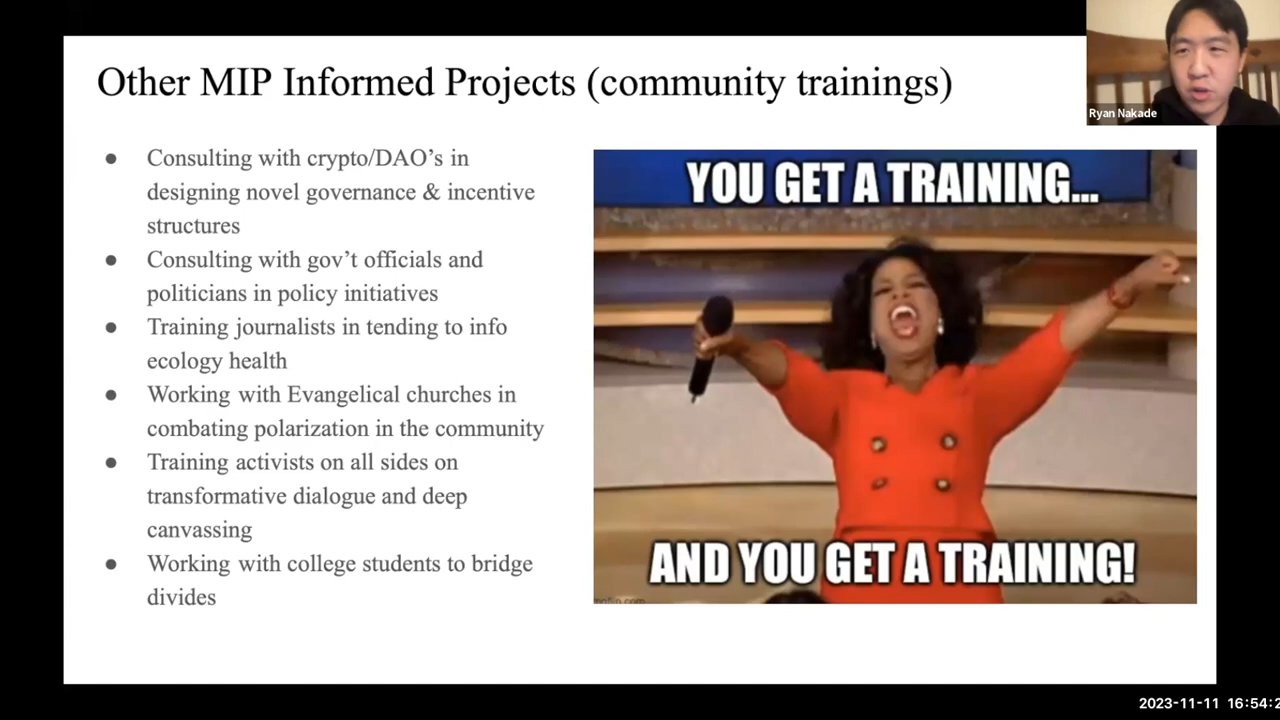 Other MIP Informed Projects (community trainings)
Ryan Nakade
● Consulting with crypto/DAO’s in
designing novel governance & incentive
structures
● Consulting with gov’t officials and
politicians in policy initiatives
● Training journalists in tending to info
ecology health
● Working with Evangelical churches in
combating polarization in the community
● Training activists on all sides on
transformative dialogue and deep
canvassing
● Working with college students to bridge
divides
YOU GET A TRAINING...
AND YOU GET A TRAINING!
2023-11-11 16:54:2